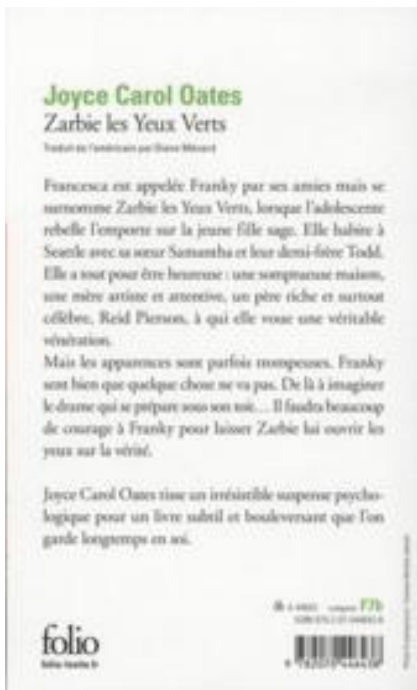 Joyce Carol Oates
Zarbie les Yeux Verts
Traduit de l'américain par Diane Ménard
Francesca est appelée Franky par ses amies mais se
surnomme Zarbie les Yeux Verts, lorsque l'adolescente
rebelle l'emporte sur la jeune fille sage. Elle habite à
Seattle avec sa sœur Samantha et leur demi-frère Todd.
Elle a tout pour être heureuse : une somptueuse maison,
une mère artiste et attentive, un père riche et surtout
célèbre, Reid Pierson, à qui elle voue une véritable
vénération.
Mais les apparences sont parfois trompeuses. Franky
sent bien que quelque chose ne va pas. De là à imaginer
le drame qui se prépare sous son toit... Il faudra beaucoup
de courage à Franky pour laisser Zarbie lui ouvrir les
yeux sur la vérité.
Joyce Carol Oates tisse un irrésistible suspense psycho-
logique pour un livre subtil et bouleversant que l'on
garde longtemps en soi.
catégorie F7b
folio
folio-lesite.fr